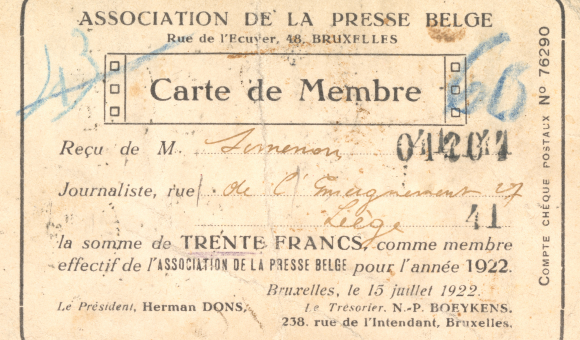 ASSOCIATION DE LA PRESSE BELGE
Rue de l'Ecuyer, 48, BRUXELLES
43 60
Carte de Membre
Reçu de M. Simenon
Journaliste, rue de l'Enseignement 27
Liège 41
la somme de TRENTE FRANCS, comme membre
effectif de l'ASSOCIATION DE LA PRESSE BELGE pour l'année 1922.
Bruxelles, le 15 juillet 1922.
Le Président, Herman DONS, Le Trésorier, N.-P. BOEYKENS.
238, rue de l'Intendant, Bruxelles.
COMPTE CHÈQUE POSTAUX Nº 76290